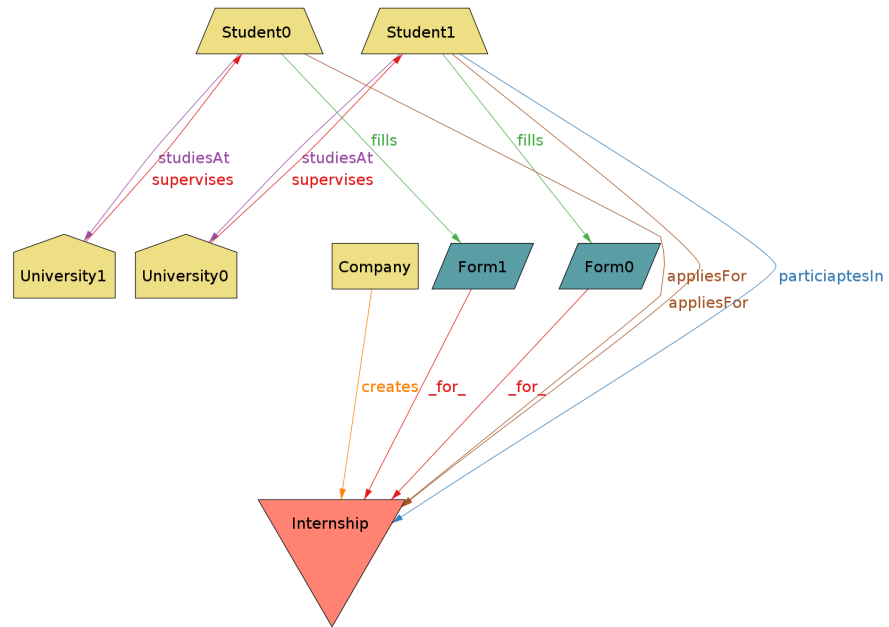 Student0
Student1
fills
fills
studiesAt
studiesAt
supervises
supervises
University1
University0
Company
Form1
Form0
appliesFor
particiaptesIn
appliesFor
creates
_for_
_for_
Internship